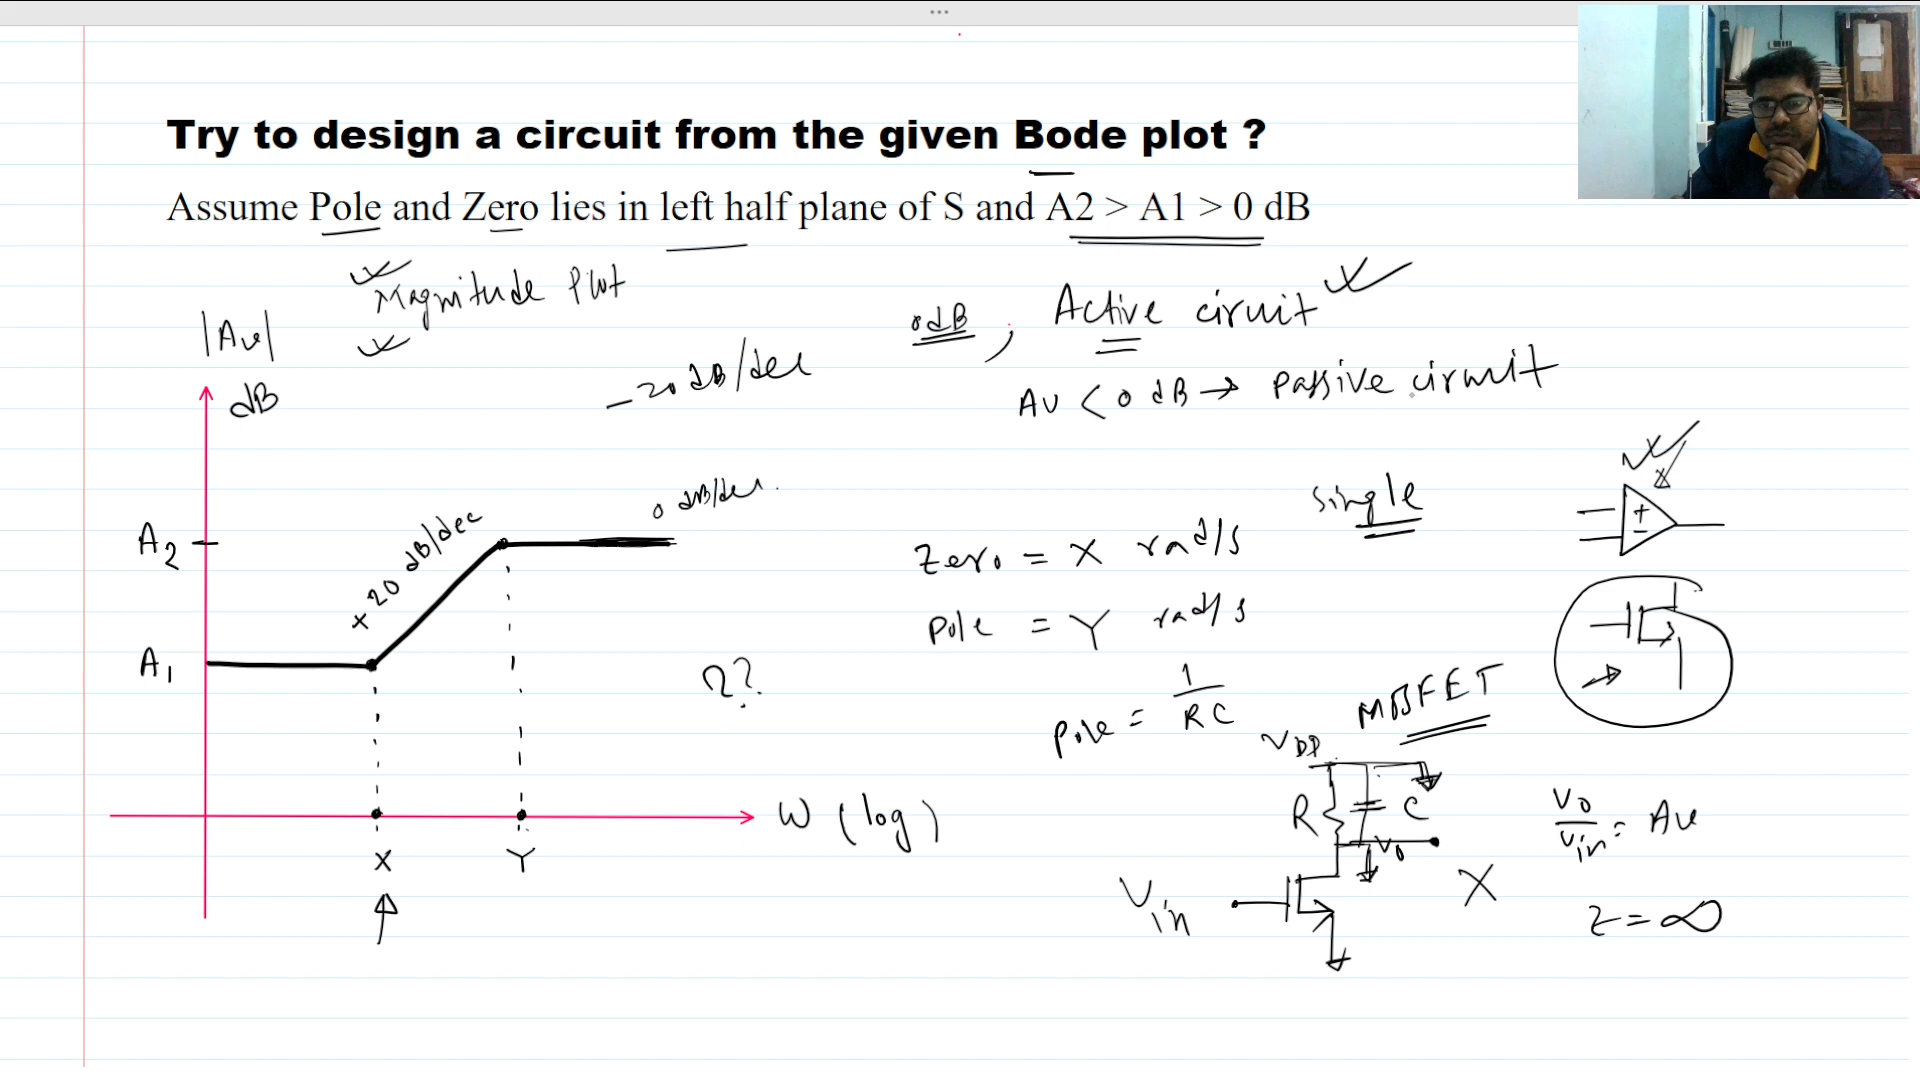 Try to design a circuit from the given Bode plot ?
Assume Pole and Zero lies in left half plane of S and A2 > A1 > 0 dB
Magnitude Plot
|Av|
dB
-20 dB/dec
0dB ; Active circuit
Av < 0 dB → Passive circuit
A2
+20 dB/dec
0 dB/dec.
A1
??
W (log)
X
Y
Single
Zero = X rad/s
Pole = Y rad/s
Pole = 1/RC
MOSFET
VDD
R
C
Vo
Vin
X
Vo/Vin = Av
Z = ∞
+
-